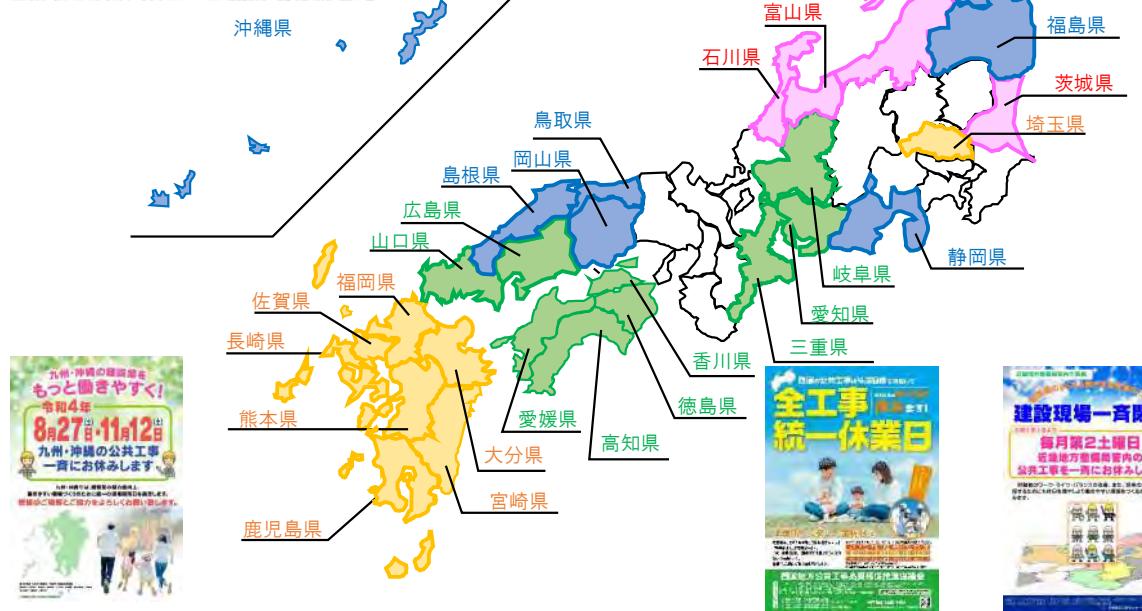 沖縄県
富山県
福島県
石川県
茨城県
埼玉県
鳥取県
岡山県
島根県
広島県
山口県
静岡県
岐阜県
福岡県
佐賀県
愛知県
長崎県
三重県
香川県
徳島県
愛媛県
熊本県
高知県
大分県
宮崎県
鹿児島県
九州・沖縄の建設業を
もっと働きやすく!
令和4年
8月27日・11月12日
九州・沖縄の公共工事
一斉にお休みします
全工事
統一休業日
建設現場一斉閉
毎月第2土曜日
近畿地方整備局管内の
公共工事を一斉にお休みし